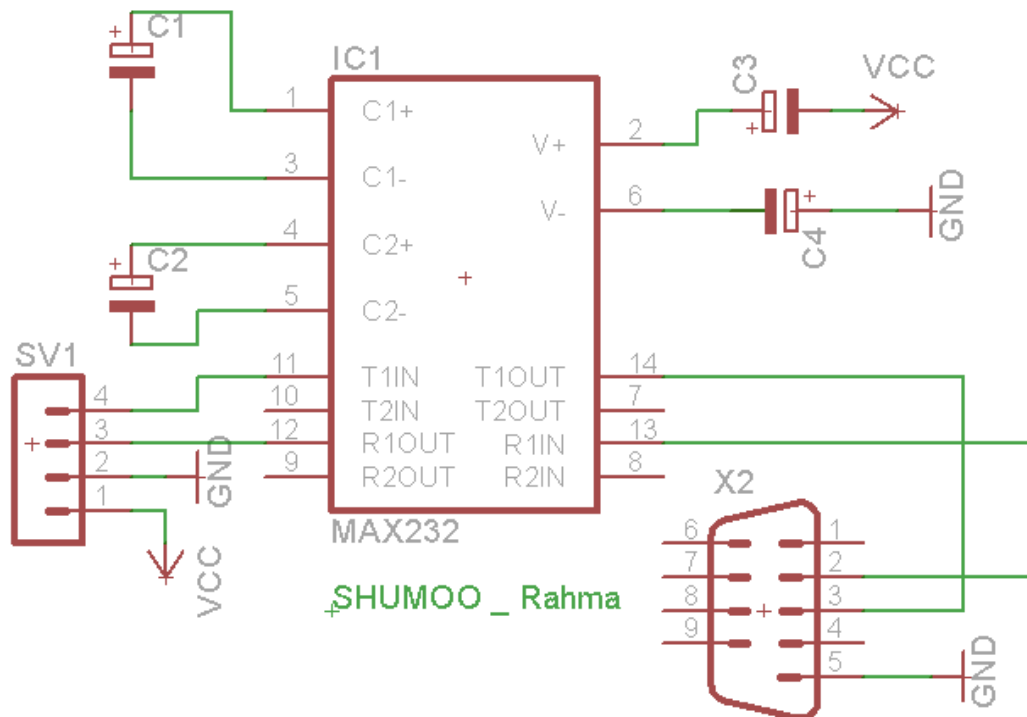 C1
IC1
C3
VCC
1
C1+
2
V+
3
C1-
6
V-
GND
C4
4
C2+
C2
5
C2-
SV1
11
T1IN
T1OUT
14
4
10
T2IN
T2OUT
7
3
12
R1OUT
R1IN
13
2
GND
9
R2OUT
R2IN
8
1
VCC
MAX232
X2
SHUMOO _ Rahma
6
1
7
2
8
3
9
4
5
GND